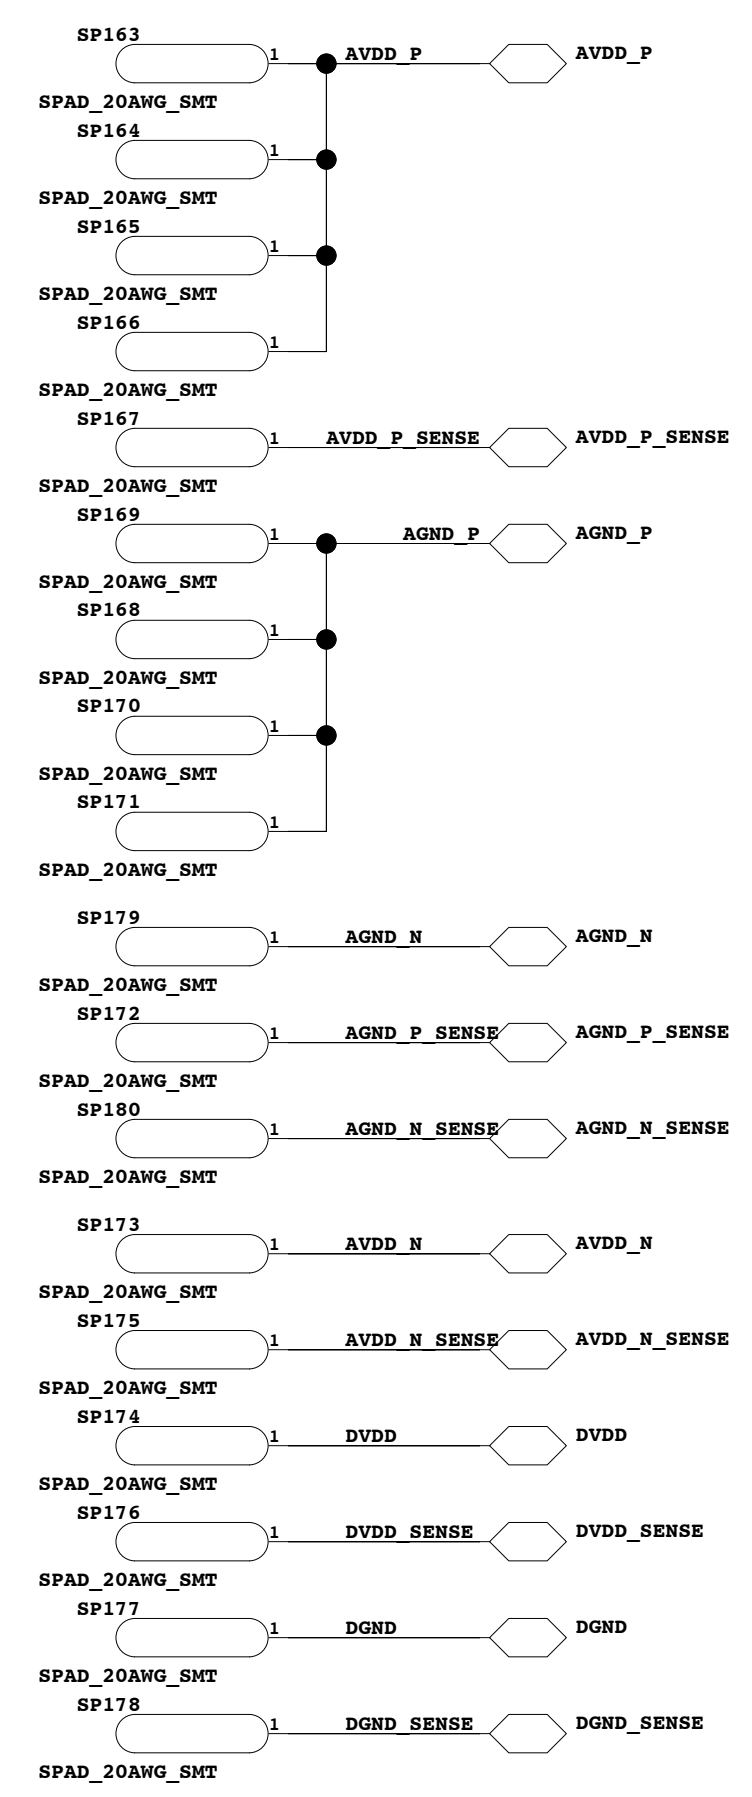 SP163
1 AVDD_P AVDD_P
SPAD_20AWG_SMT
SP164
1
SPAD_20AWG_SMT
SP165
1
SPAD_20AWG_SMT
SP166
1
SPAD_20AWG_SMT
SP167
1 AVDD_P_SENSE AVDD_P_SENSE
SPAD_20AWG_SMT
SP169
1 AGND_P AGND_P
SPAD_20AWG_SMT
SP168
1
SPAD_20AWG_SMT
SP170
1
SPAD_20AWG_SMT
SP171
1
SPAD_20AWG_SMT
SP179
1 AGND_N AGND_N
SPAD_20AWG_SMT
SP172
1 AGND_P_SENSE AGND_P_SENSE
SPAD_20AWG_SMT
SP180
1 AGND_N_SENSE AGND_N_SENSE
SPAD_20AWG_SMT
SP173
1 AVDD_N AVDD_N
SPAD_20AWG_SMT
SP175
1 AVDD_N_SENSE AVDD_N_SENSE
SPAD_20AWG_SMT
SP174
1 DVDD DVDD
SPAD_20AWG_SMT
SP176
1 DVDD_SENSE DVDD_SENSE
SPAD_20AWG_SMT
SP177
1 DGND DGND
SPAD_20AWG_SMT
SP178
1 DGND_SENSE DGND_SENSE
SPAD_20AWG_SMT